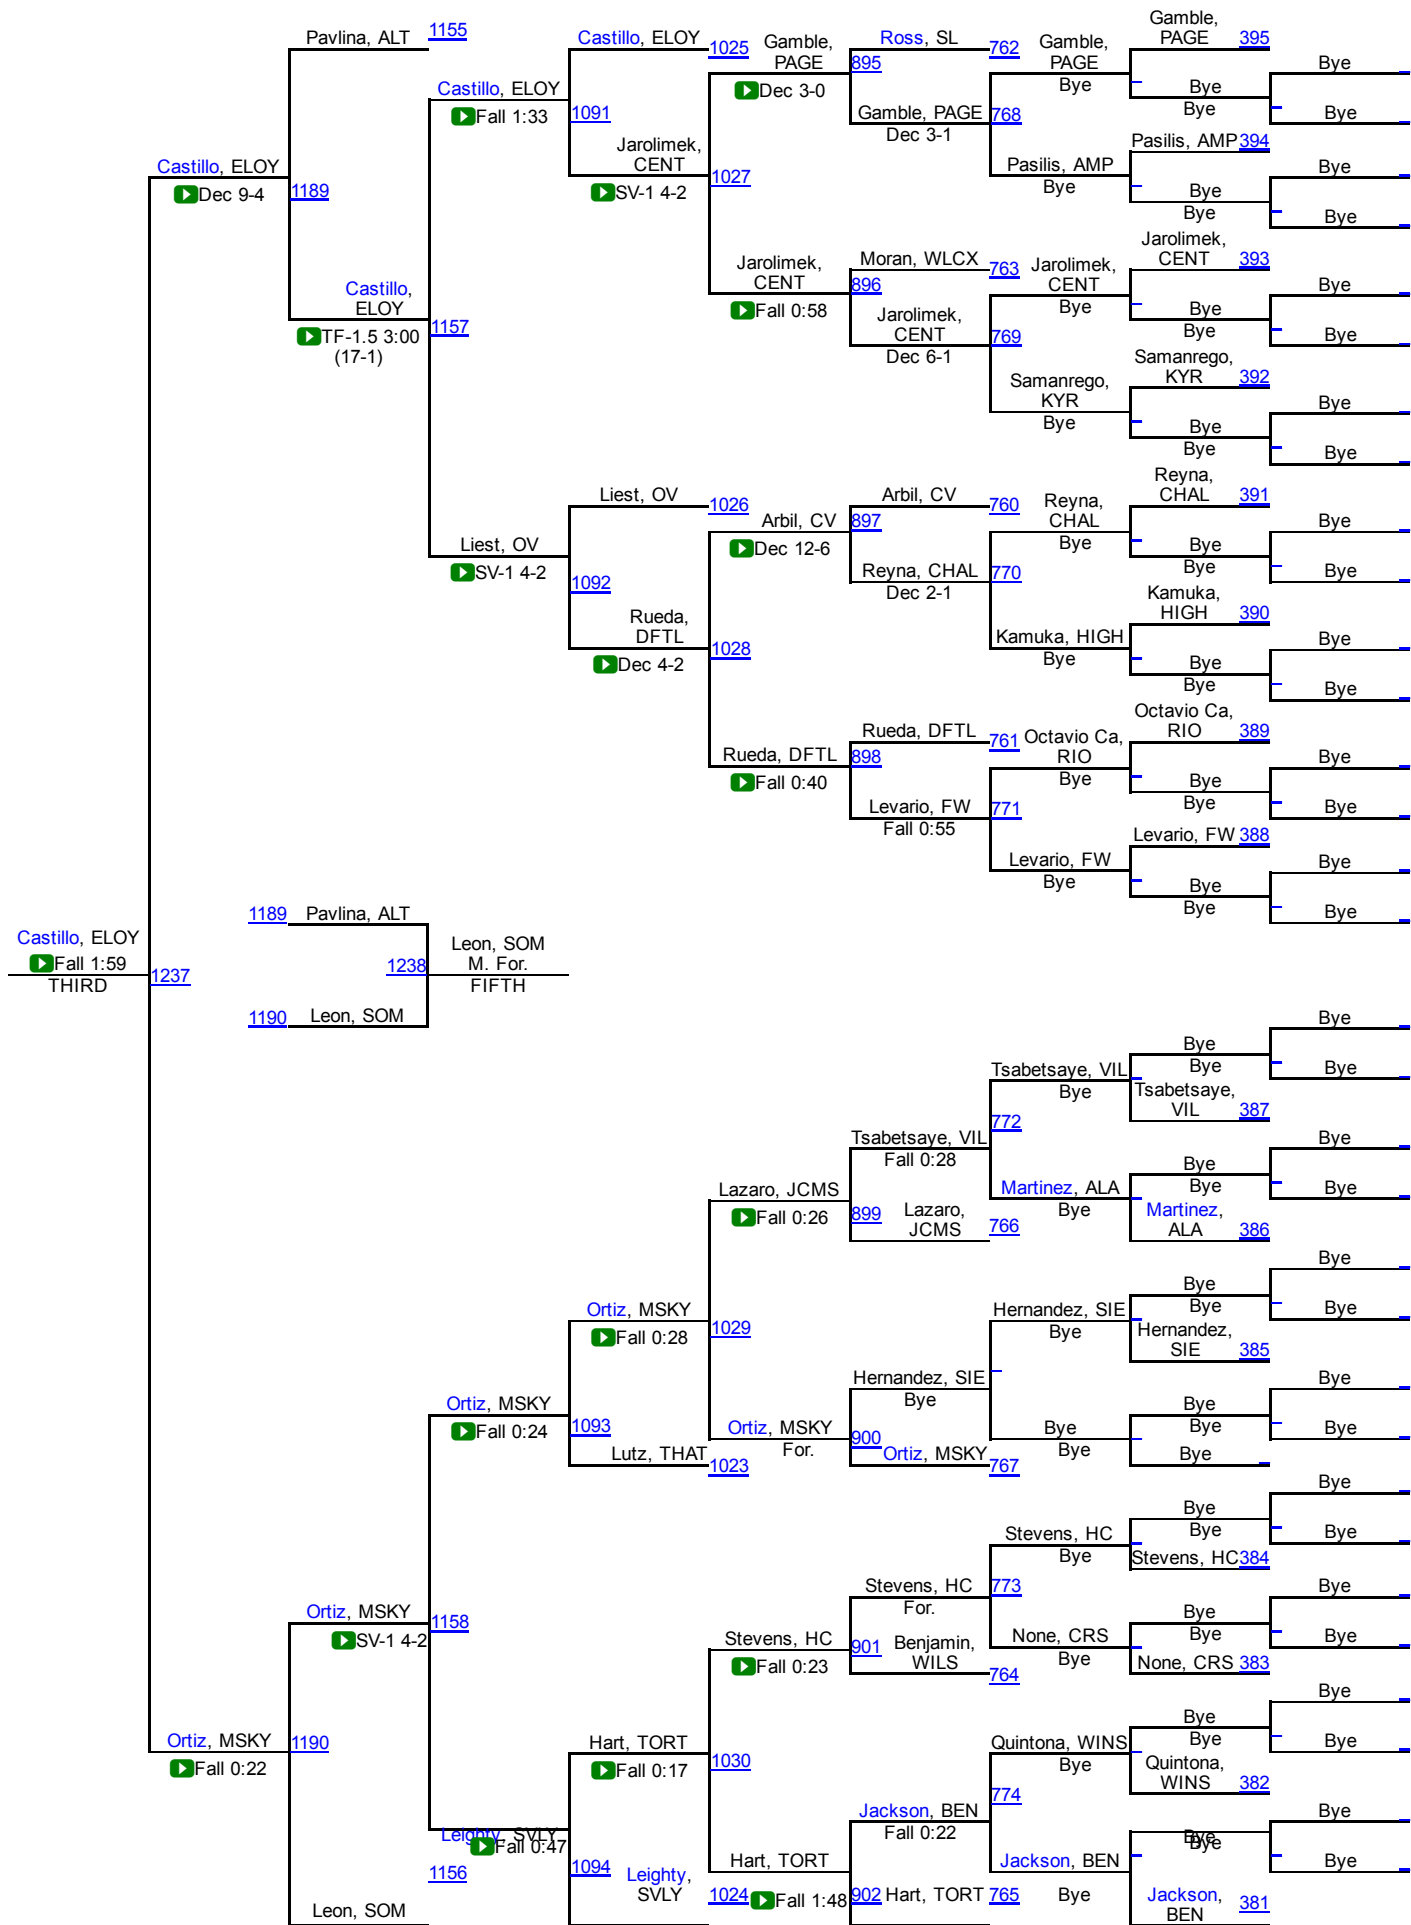 Pavlina, ALT 1155
Castillo, ELOY 1025
Gamble,
PAGE
Dec 3-0
Ross, SL 762
895
Gamble,
PAGE
Bye
Gamble,
PAGE 395
Bye
Castillo, ELOY
Fall 1:33
1091
Gamble, PAGE 768
Dec 3-1
Bye
Bye
Bye
Jarolimek,
CENT
SV-1 4-2
1027
Pasilis, AMP
Bye
Pasilis, AMP 394
Bye
Bye
Bye
Bye
Castillo, ELOY
Dec 9-4
1189
Jarolimek,
CENT
Fall 0:58
Moran, WLCX 763
896
Jarolimek,
CENT
Bye
Jarolimek,
CENT 393
Bye
Castillo,
ELOY
TF-1.5 3:00
(17-1)
1157
Jarolimek,
CENT
Dec 6-1
769
Bye
Bye
Bye
Samanrego,
KYR
Bye
Samanrego,
KYR 392
Bye
Bye
Bye
Bye
Liest, OV 1026
Arbil, CV
Dec 12-6
Arbil, CV 760
897
Reyna,
CHAL
Bye
Reyna,
CHAL 391
Bye
Liest, OV
SV-1 4-2
1092
Reyna, CHAL 770
Dec 2-1
Bye
Bye
Bye
Rueda,
DFTL
Dec 4-2
1028
Kamuka, HIGH
Bye
Kamuka,
HIGH 390
Bye
Bye
Bye
Bye
Rueda, DFTL
Fall 0:40
Rueda, DFTL 761
898
Octavio Ca,
RIO
Bye
Octavio Ca,
RIO 389
Bye
Levario, FW 771
Fall 0:55
Bye
Bye
Bye
Levario, FW
Bye
Levario, FW 388
Bye
Bye
Bye
Bye
1189 Pavlina, ALT
Castillo, ELOY
Fall 1:59
THIRD
1237
1238
Leon, SOM
M. For.
FIFTH
1190 Leon, SOM
Bye
Tsabetsaye, VIL
Bye
Bye
Bye
Bye
772
Tsabetsaye,
VIL 387
Tsabetsaye, VIL
Fall 0:28
Bye
Lazaro, JCMS
Fall 0:26
899
Lazaro,
JCMS 766
Martinez, ALA
Bye
Bye
Bye
Bye
Martinez,
ALA 386
Bye
Ortiz, MSKY
Fall 0:28
1029
Hernandez, SIE
Bye
Bye
Bye
Bye
Hernandez,
SIE 385
Hernandez, SIE
Bye
Bye
Ortiz, MSKY
Fall 0:24
1093
Ortiz, MSKY
For.
900
Bye
Bye
Bye
Bye
Bye
Lutz, THAT 1023
Ortiz, MSKY 767
Bye
Bye
Stevens, HC
Bye
Bye
Bye
Bye
Stevens, HC 384
Stevens, HC
For.
773
Bye
Ortiz, MSKY
SV-1 4-2
1158
Stevens, HC
Fall 0:23
901
Benjamin,
WILS 764
None, CRS
Bye
Bye
Bye
Bye
None, CRS 383
Bye
Ortiz, MSKY
Fall 0:22
1190
Hart, TORT
Fall 0:17
1030
Quintona, WINS
Bye
Bye
Bye
Bye
Quintona,
WINS 382
774
Jackson, BEN
Fall 0:22
Bye
Leighty, SVLY
Fall 0:47
1094
Hart, TORT
Fall 1:48
Jackson, BEN
Bye
Bye
Bye
Bye
1156
Leighty,
SVLY 1024
902 Hart, TORT 765
Jackson,
BEN 381
Leon, SOM